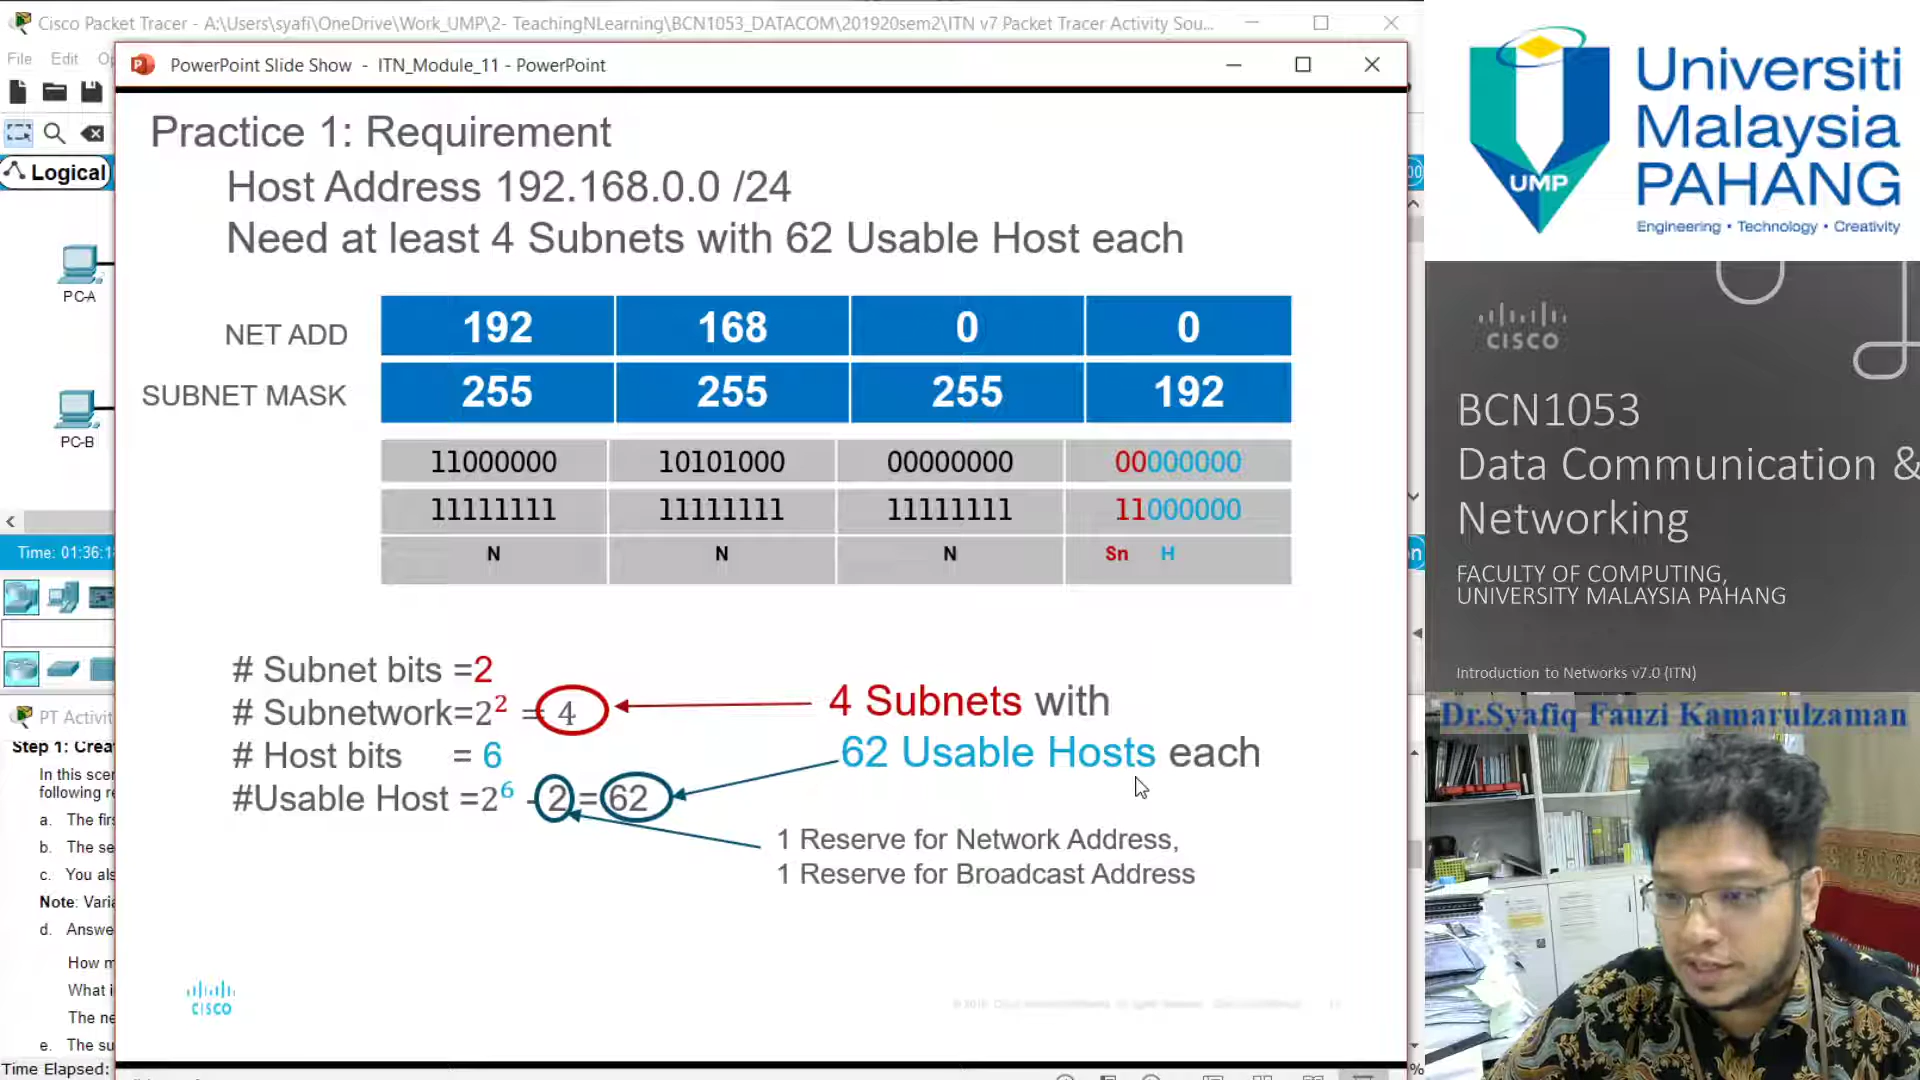 Cisco Packet Tracer - A:\Users\syafi\OneDrive\Work_UMP\2- TeachingNLearning\BCN1053_DATACOM\201920sem2\ITN v7 Packet Tracer Activity Sou...
File Edit
PowerPoint Slide Show - ITN_Module_11 - PowerPoint
Logical
PC-A
PC-B
Time: 01:36:1
PT Activit
Step 1: Crea
In this scer
following re
a. The firs
b. The se
c. You als
Note: Varia
d. Answe
How m
What i
The ne
e. The su
Time Elapsed:
Practice 1: Requirement
Host Address 192.168.0.0 /24
Need at least 4 Subnets with 62 Usable Host each
NET ADD 192 168 0 0
SUBNET MASK 255 255 255 192
11000000 10101000 00000000 00000000
11111111 11111111 11111111 11000000
N N N Sn H
# Subnet bits =2
# Subnetwork=2² = 4
# Host bits = 6
#Usable Host =2⁶ - 2 = 62
4 Subnets with
62 Usable Hosts each
1 Reserve for Network Address,
1 Reserve for Broadcast Address
CISCO
%
UMP
Universiti
Malaysia
PAHANG
Engineering • Technology • Creativity
CISCO
BCN1053
Data Communication &
Networking
FACULTY OF COMPUTING,
UNIVERSITY MALAYSIA PAHANG
Introduction to Networks v7.0 (ITN)
Dr.Syafiq Fauzi Kamarulzaman